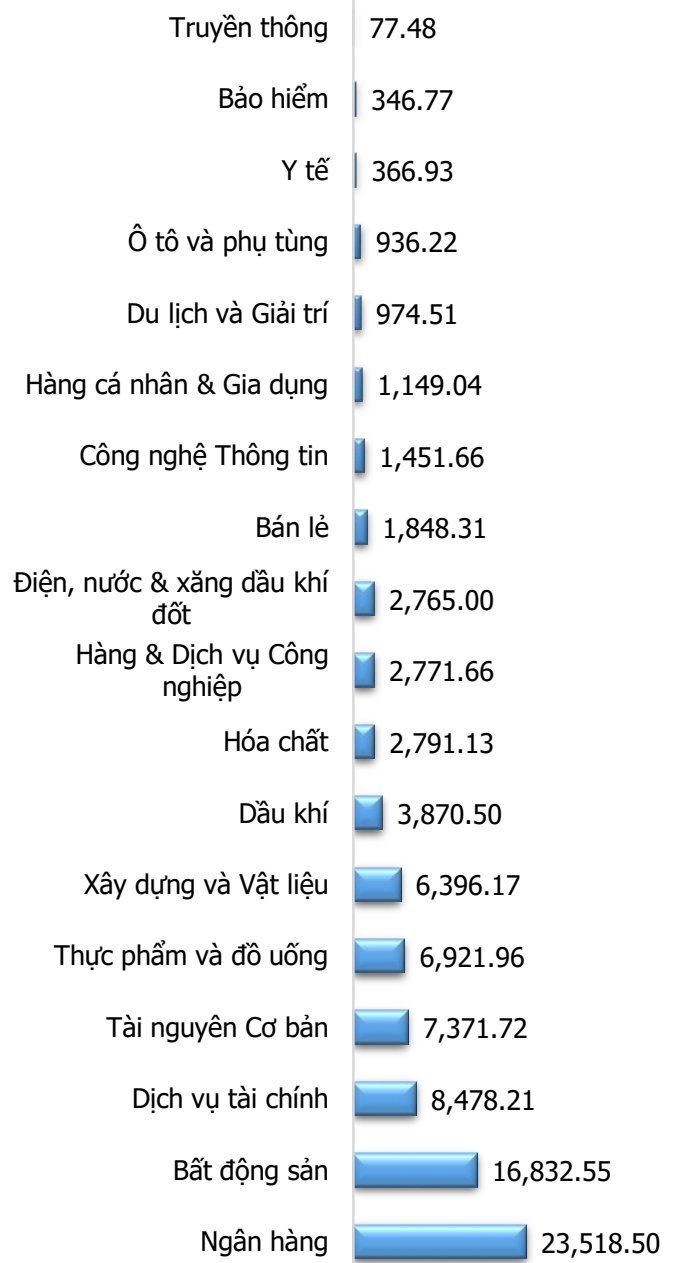 Truyền thông 77.48
Bảo hiểm 346.77
Y tế 366.93
Ô tô và phụ tùng 936.22
Du lịch và Giải trí 974.51
Hàng cá nhân & Gia dụng 1,149.04
Công nghệ Thông tin 1,451.66
Bán lẻ 1,848.31
Điện, nước & xăng dầu khí
đốt 2,765.00
Hàng & Dịch vụ Công
nghiệp 2,771.66
Hóa chất 2,791.13
Dầu khí 3,870.50
Xây dựng và Vật liệu 6,396.17
Thực phẩm và đồ uống 6,921.96
Tài nguyên Cơ bản 7,371.72
Dịch vụ tài chính 8,478.21
Bất động sản 16,832.55
Ngân hàng 23,518.50